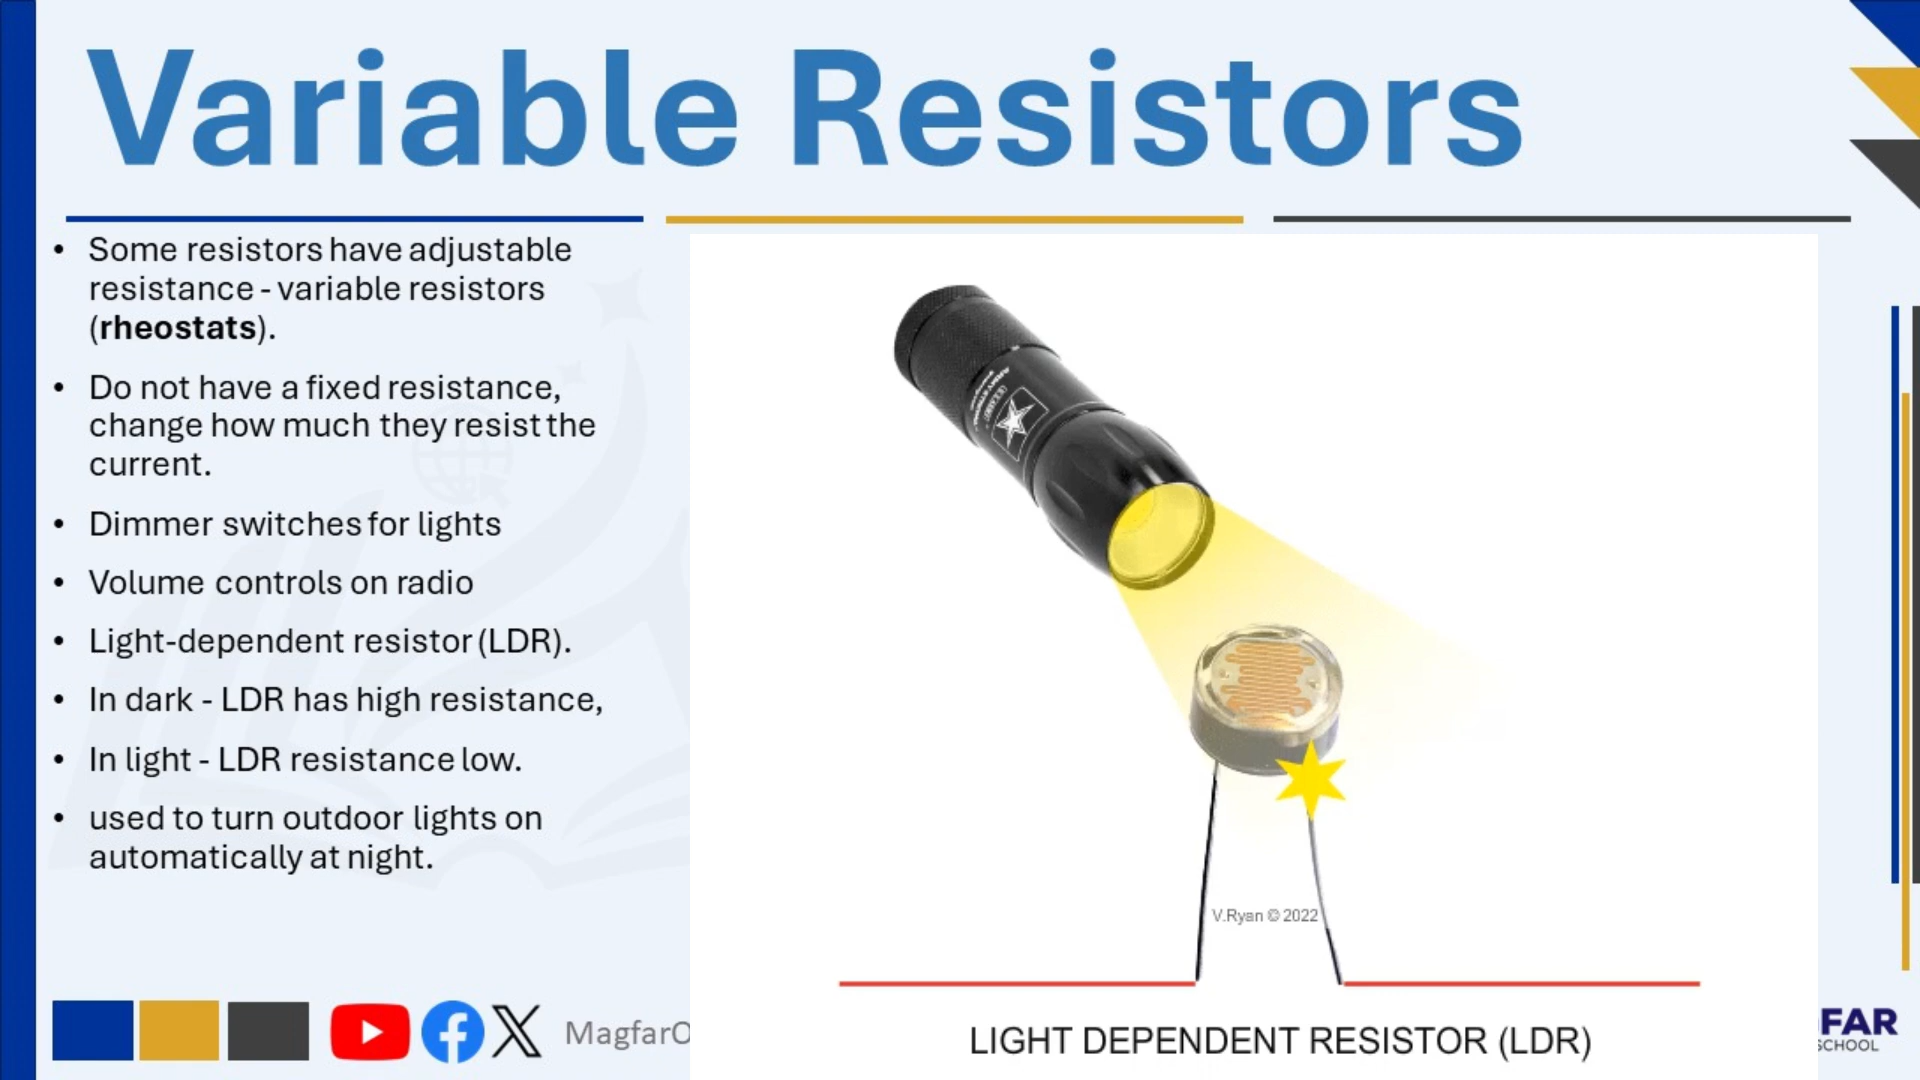 Variable Resistors
• Some resistors have adjustable
resistance - variable resistors
(rheostats).
• Do not have a fixed resistance,
change how much they resist the
current.
• Dimmer switches for lights
• Volume controls on radio
• Light-dependent resistor (LDR).
• In dark - LDR has high resistance,
• In light - LDR resistance low.
• used to turn outdoor lights on
automatically at night.
V.Ryan © 2022
LIGHT DEPENDENT RESISTOR (LDR)
MagfarO
FAR
SCHOOL